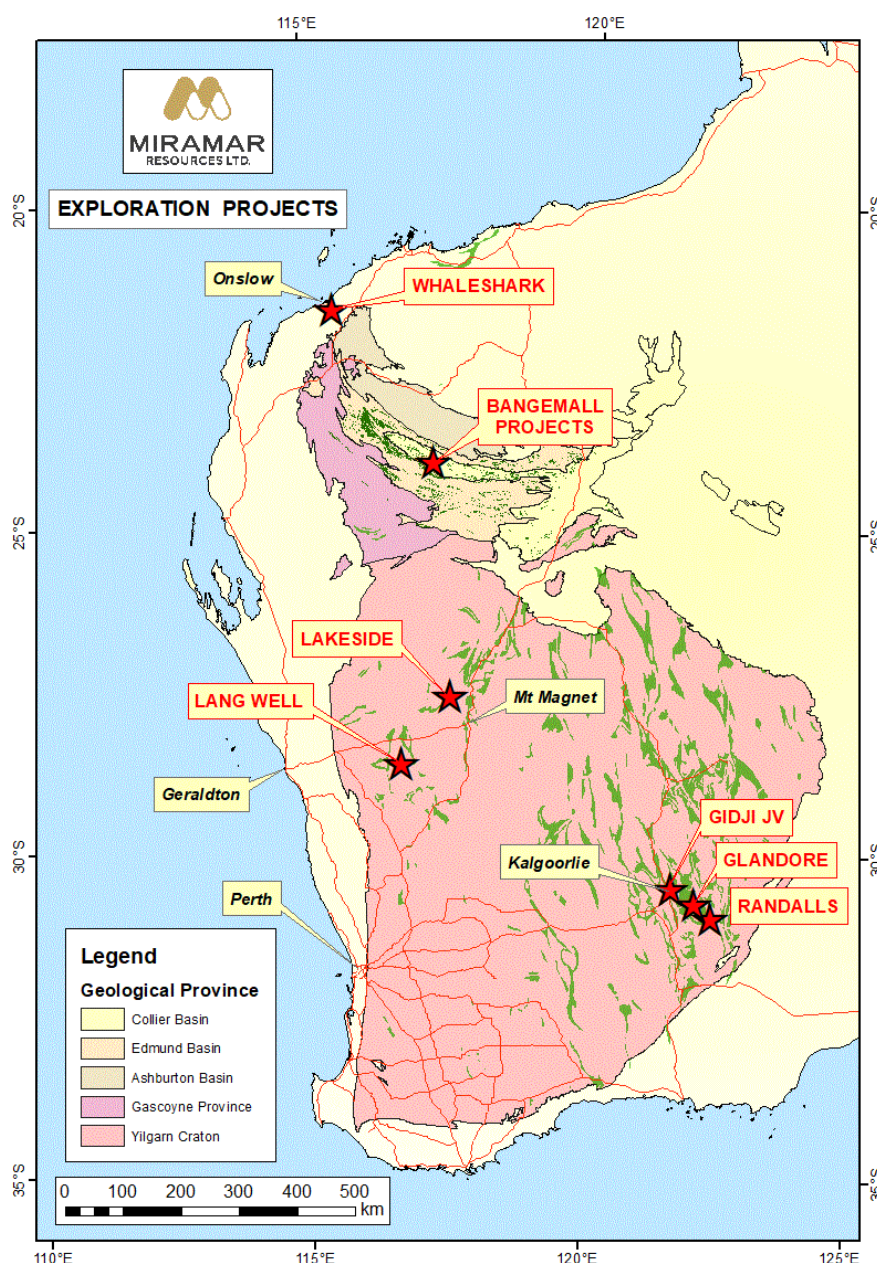 115°E
120°E
MIRAMAR
RESOURCES LTD.
EXPLORATION PROJECTS
20°S
20°S
Onslow
WHALESHARK
BANGEMALL
PROJECTS
25°S
25°S
LAKESIDE
LANG WELL
Mt Magnet
Geraldton
GIDJI JV
Kalgoorlie
GLANDORE
30°S
30°S
Perth
RANDALLS
Legend
Geological Province
Collier Basin
Edmund Basin
Ashburton Basin
Gascoyne Province
Yilgarn Craton
35°S
35°S
0 100 200 300 400 500
km
110°E
115°E
120°E
125°E